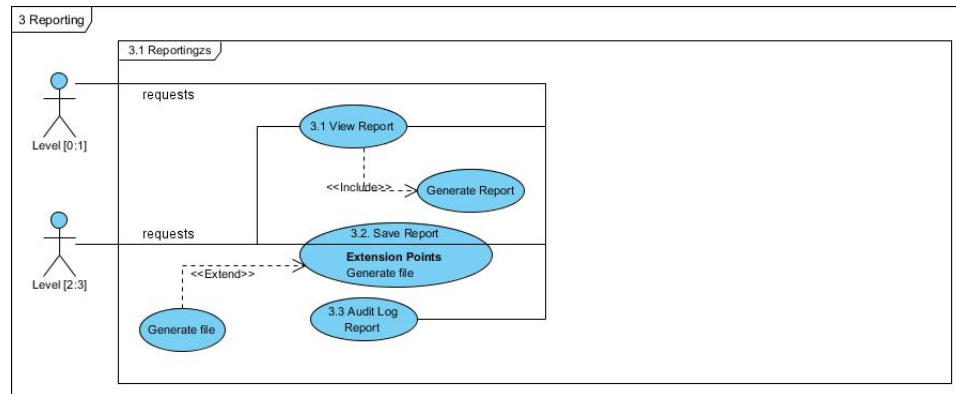 3 Reporting
3.1 Reportingzs
requests
3.1 View Report
Level [0:1]
<<Include>>
Generate Report
requests
3.2. Save Report
Extension Points
Generate file
<<Extend>>
Level [2:3]
3.3 Audit Log
Report
Generate file